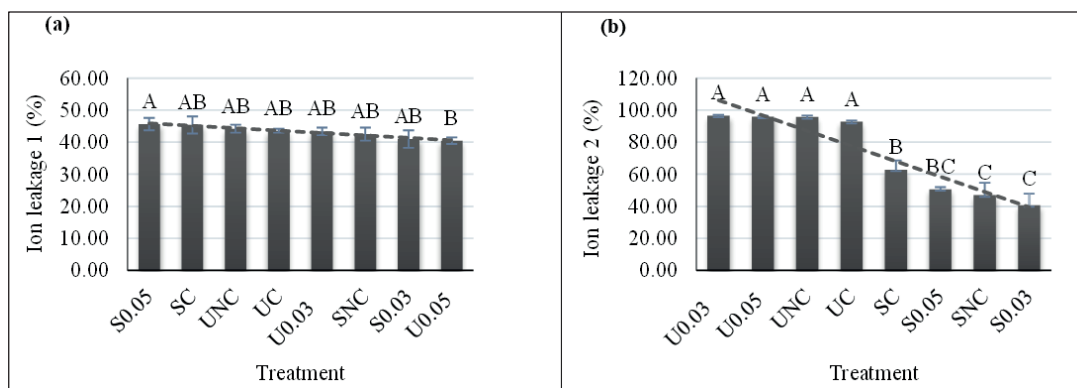 (a)
Ion leakage 1 (%)
60.00
50.00
40.00
30.00
20.00
10.00
0.00
A AB AB AB AB AB AB B
S0.05 SC UNC UC U0.03 SNC S0.03 U0.05
Treatment
(b)
Ion leakage 2 (%)
120.00
100.00
80.00
60.00
40.00
20.00
0.00
A A A A B BC C C
U0.03 U0.05 UNC UC SC S0.05 SNC S0.03
Treatment